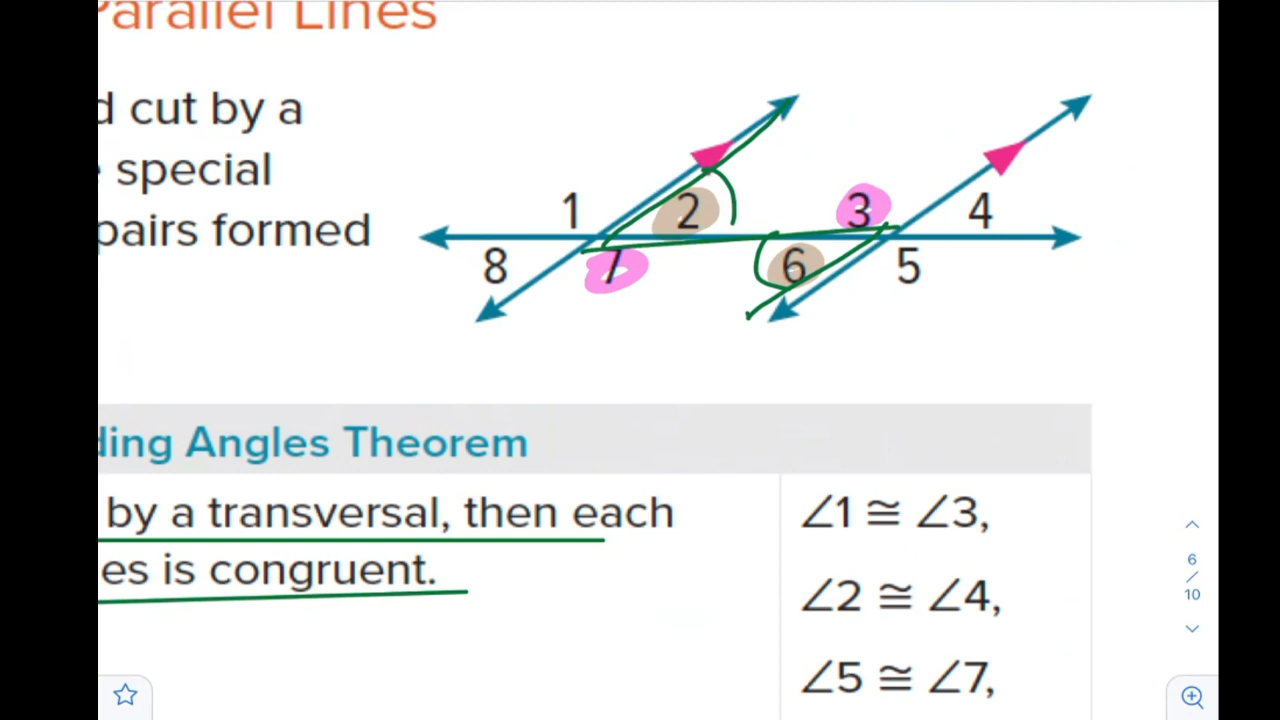 Parallel Lines
d cut by a
special
pairs formed
1
2
3
4
8
7
6
5
ding Angles Theorem
by a transversal, then each
es is congruent.
∠1 ≅ ∠3,
∠2 ≅ ∠4,
∠5 ≅ ∠7,
6
/
10